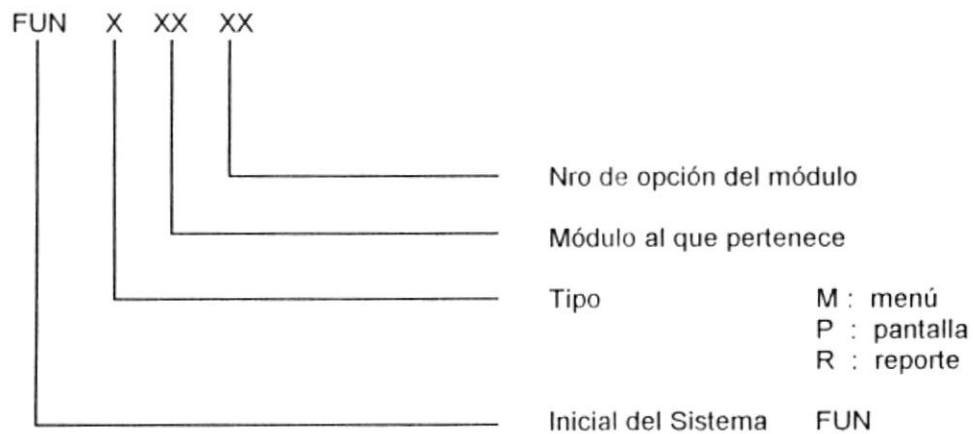 FUN X XX XX
Nro de opción del módulo
Módulo al que pertenece
Tipo M : menú
P : pantalla
R : reporte
Inicial del Sistema FUN